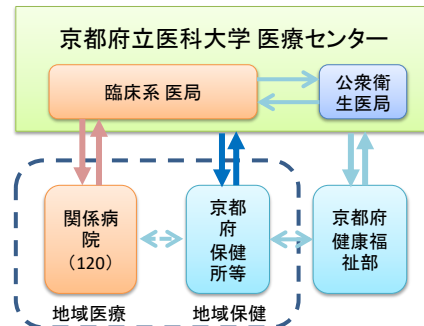 京都府立医科大学 医療センター
臨床系 医局
公衆衛
生医局
関係病
院
（120）
京都
府
保健
所等
京都府
健康福
祉部
地域医療
地域保健